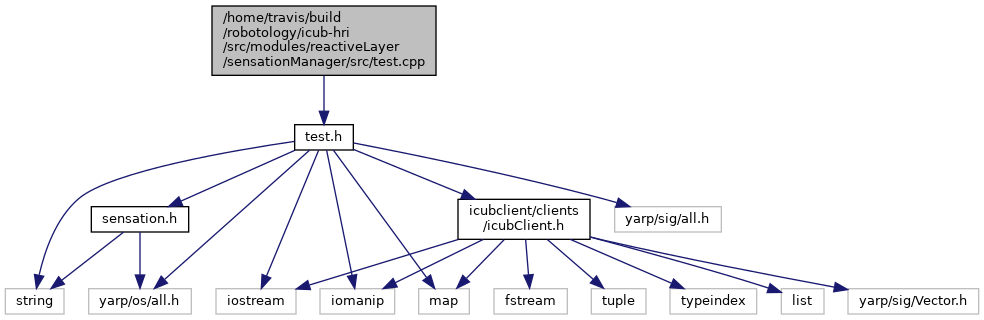 /home/travis/build
/robotology/icub-hri
/src/modules/reactiveLayer
/sensationManager/src/test.cpp
test.h
sensation.h
icubclient/clients
/icubClient.h
yarp/sig/all.h
string
yarp/os/all.h
iostream
iomanip
map
fstream
tuple
typeindex
list
yarp/sig/Vector.h